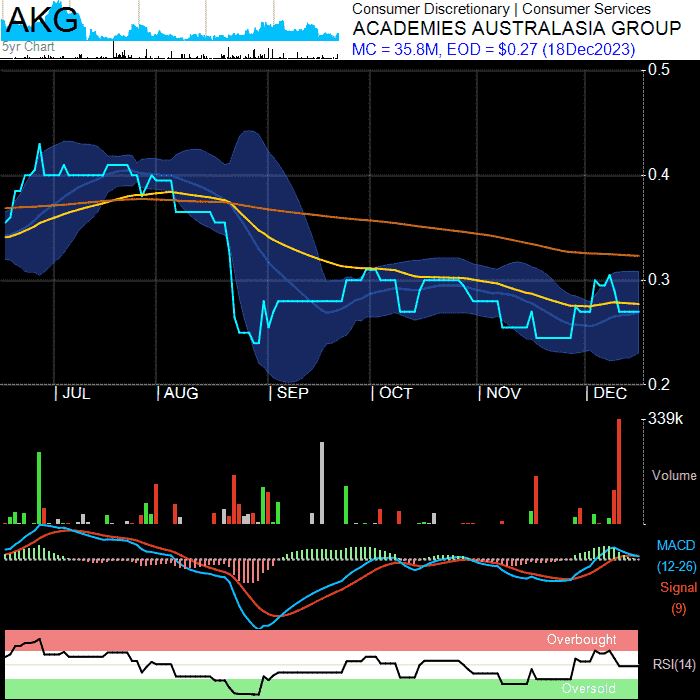 AKG
5yr Chart
Consumer Discretionary | Consumer Services
ACADEMIES AUSTRALASIA GROUP
MC = 35.8M, EOD = $0.27 (18Dec2023)
0.5
0.4
0.3
0.2
JUL AUG SEP OCT NOV DEC
339k
Volume
MACD
(12-26)
Signal
(9)
Overbought
RSI(14)
Oversold